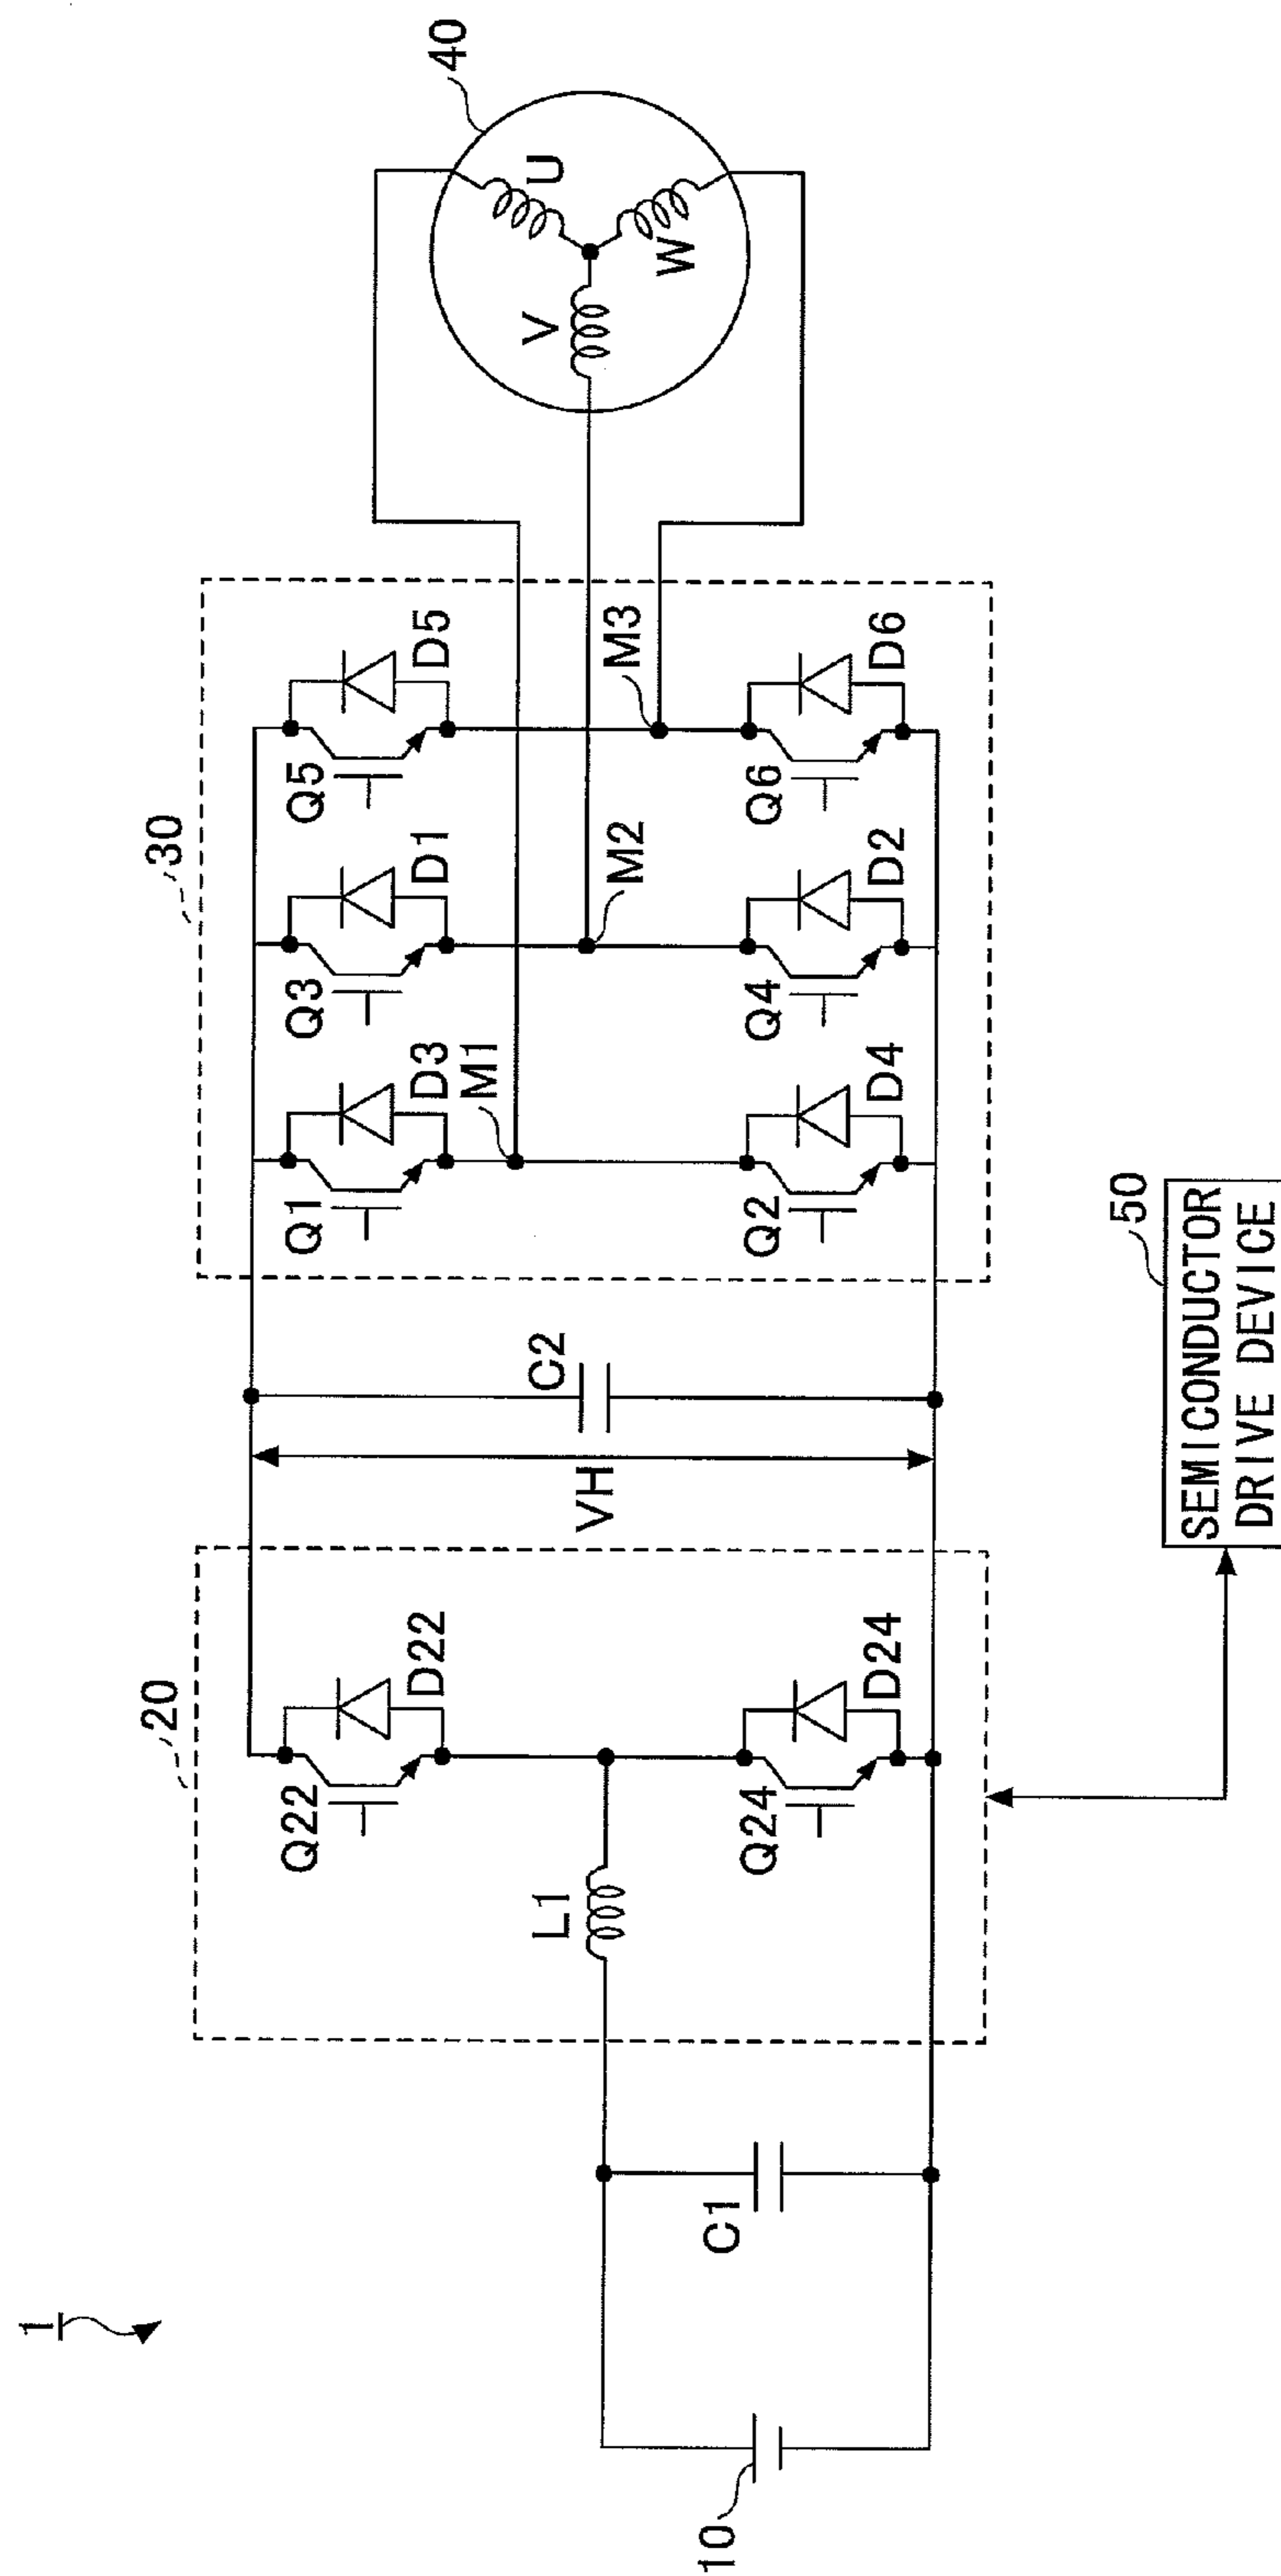 1
10
C1
20
L1
Q22
D22
Q24
D24
VH
C2
30
Q1
D3
M1
Q3
D1
M2
Q5
D5
M3
Q2
D4
Q4
D2
Q6
D6
40
U
V
W
50
SEMICONDUCTOR
DRIVE DEVICE